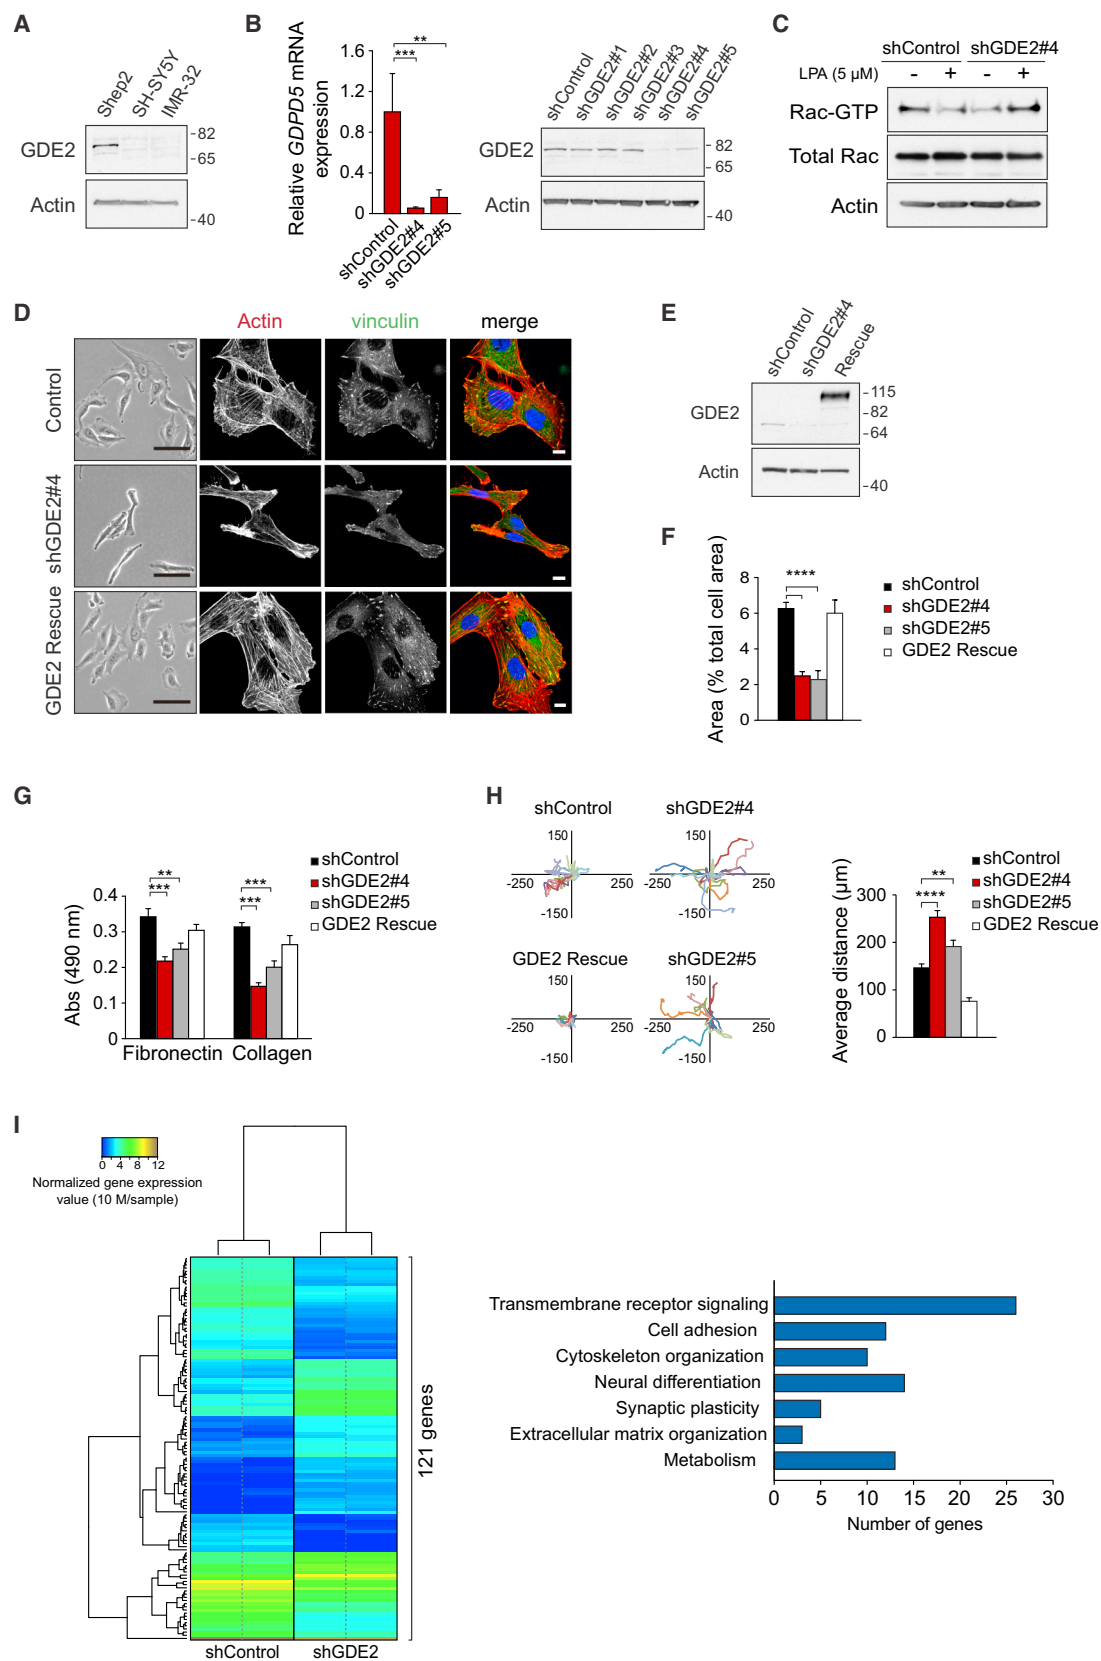 A
Shep2
SH-SY5Y
IMR-32
GDE2
-82
-65
Actin
-40
B
Relative GDPD5 mRNA
expression
1.6
1.2
0.8
0.4
0
**
***
shControl
shGDE2#4
shGDE2#5
shControl
shGDE2#1
shGDE2#2
shGDE2#3
shGDE2#4
shGDE2#5
GDE2
-82
-65
Actin
-40
C
shControl shGDE2#4
LPA (5 µM) - + - +
Rac-GTP
Total Rac
Actin
D
Actin vinculin merge
Control
shGDE2#4
GDE2 Rescue
E
shControl
shGDE2#4
Rescue
GDE2
-115
-82
-64
Actin
-40
F
Area (% total cell area)
8
6
4
2
0
****
shControl
shGDE2#4
shGDE2#5
GDE2 Rescue
G
Abs (490 nm)
0.4
0.3
0.2
0.1
0
**
***
***
***
Fibronectin Collagen
shControl
shGDE2#4
shGDE2#5
GDE2 Rescue
H
shControl
150
-250 250
-150
shGDE2#4
150
-250 250
-150
GDE2 Rescue
150
-250 250
-150
shGDE2#5
150
-250 250
-150
Average distance (µm)
300
200
100
0
**
****
shControl
shGDE2#4
shGDE2#5
GDE2 Rescue
I
0 4 8 12
Normalized gene expression
value (10 M/sample)
121 genes
shControl shGDE2
Transmembrane receptor signaling
Cell adhesion
Cytoskeleton organization
Neural differentiation
Synaptic plasticity
Extracellular matrix organization
Metabolism
0 5 10 15 20 25 30
Number of genes